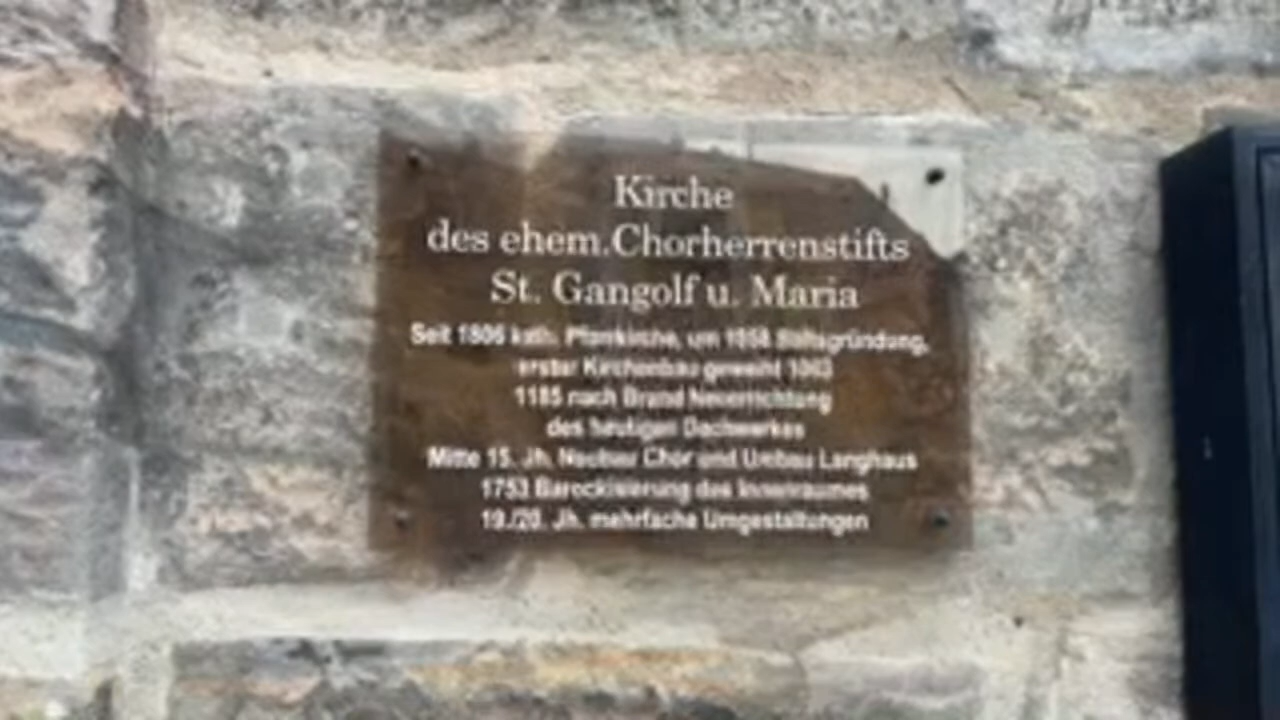 Kirche
des ehem.Chorherrenstifts
St. Gangolf u. Maria
Seit 1806 kath. Pfarrkirche, um 1058 Stiftsgründung,
erster Kirchenbau geweiht 1063
1185 nach Brand Neuerrichtung
des heutigen Dachwerkes
Mitte 15. Jh. Neubau Chor und Umbau Langhaus
1753 Barockisierung des Innenraumes
19./20. Jh. mehrfache Umgestaltungen